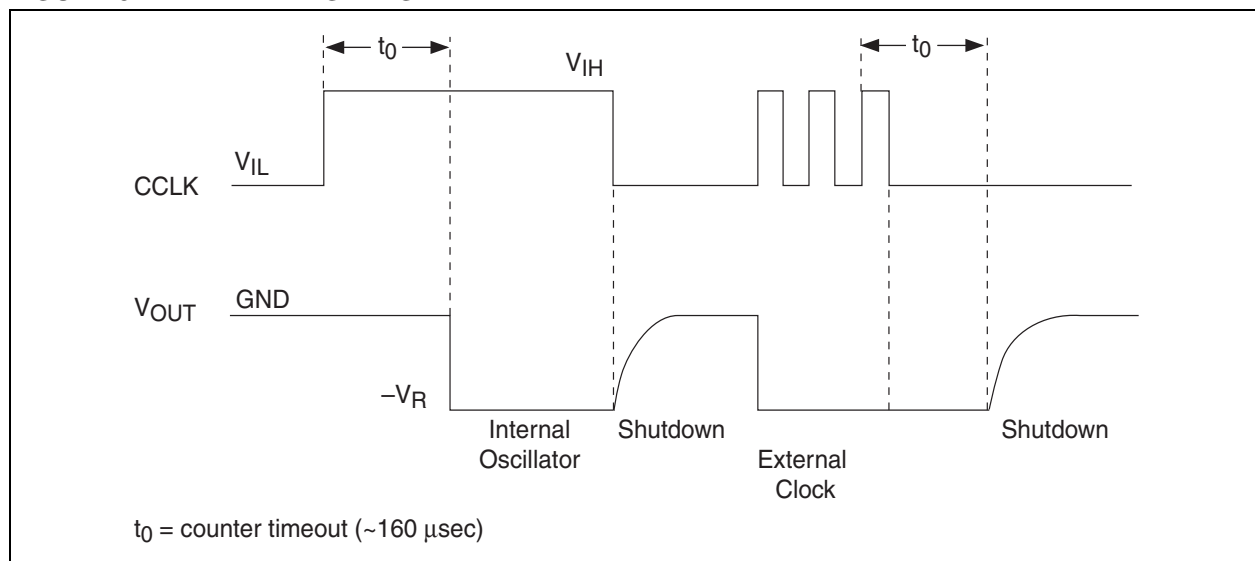 t0
t0
VIH
VIL
CCLK
VOUT
GND
–VR
Internal
Oscillator
Shutdown
External
Clock
Shutdown
t0 = counter timeout (~160 μsec)